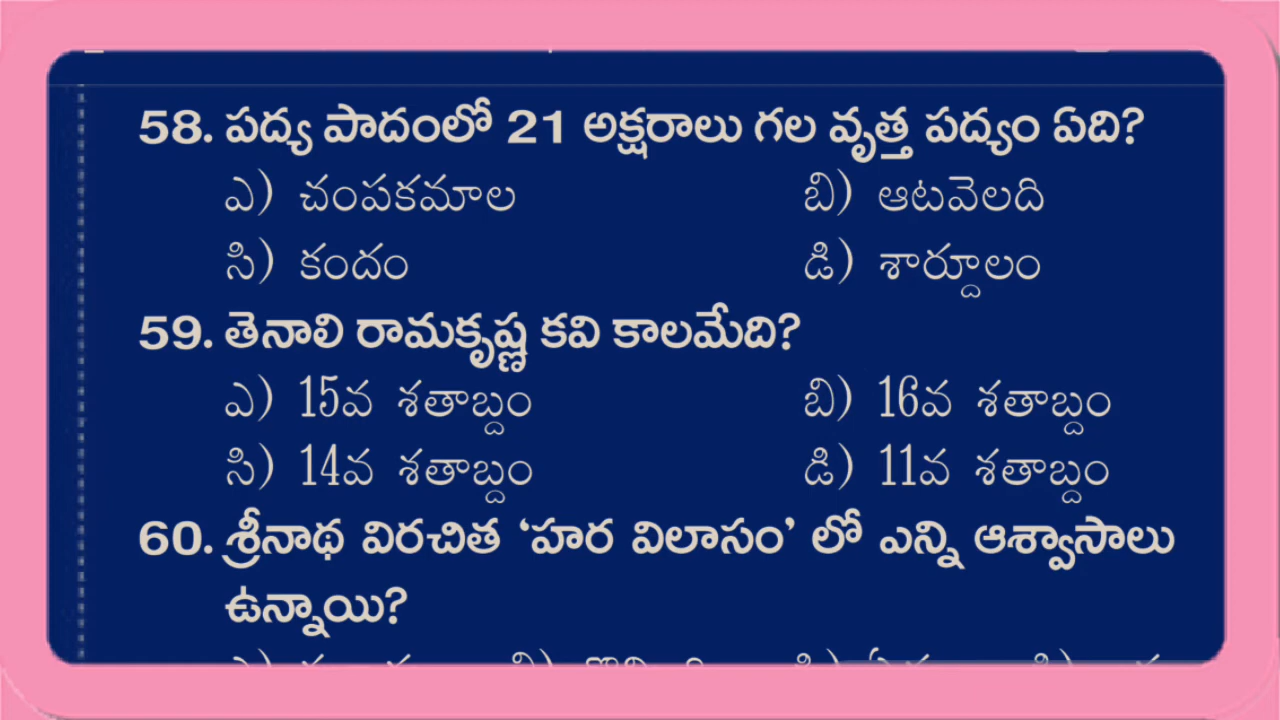 58. పద్య పాదంలో 21 అక్షరాలు గల వృత్త పద్యం ఏది?
ఎ) చంపకమాల బి) ఆటవెలది
సి) కందం డి) శార్దూలం
59. తెనాలి రామకృష్ణ కవి కాలమేది?
ఎ) 15వ శతాబ్దం బి) 16వ శతాబ్దం
సి) 14వ శతాబ్దం డి) 11వ శతాబ్దం
60. శ్రీనాథ విరచిత ‘హర విలాసం’ లో ఎన్ని ఆశ్వాసాలు
ఉన్నాయి?